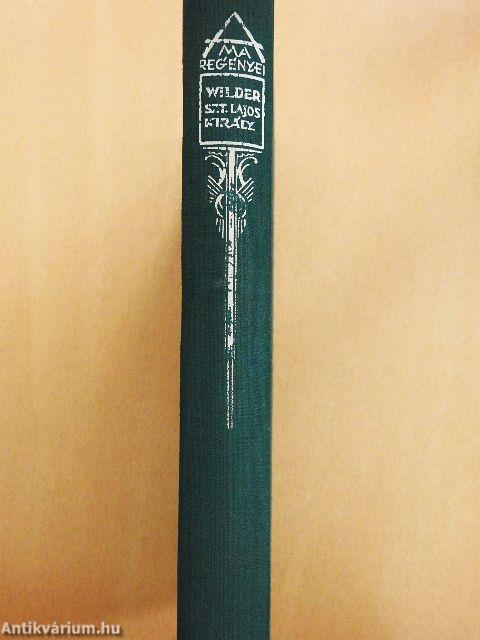 A
MA
REGÉNYEI
WILDER
SZT. LAJOS
KIRÁLY
Antikvárium.hu